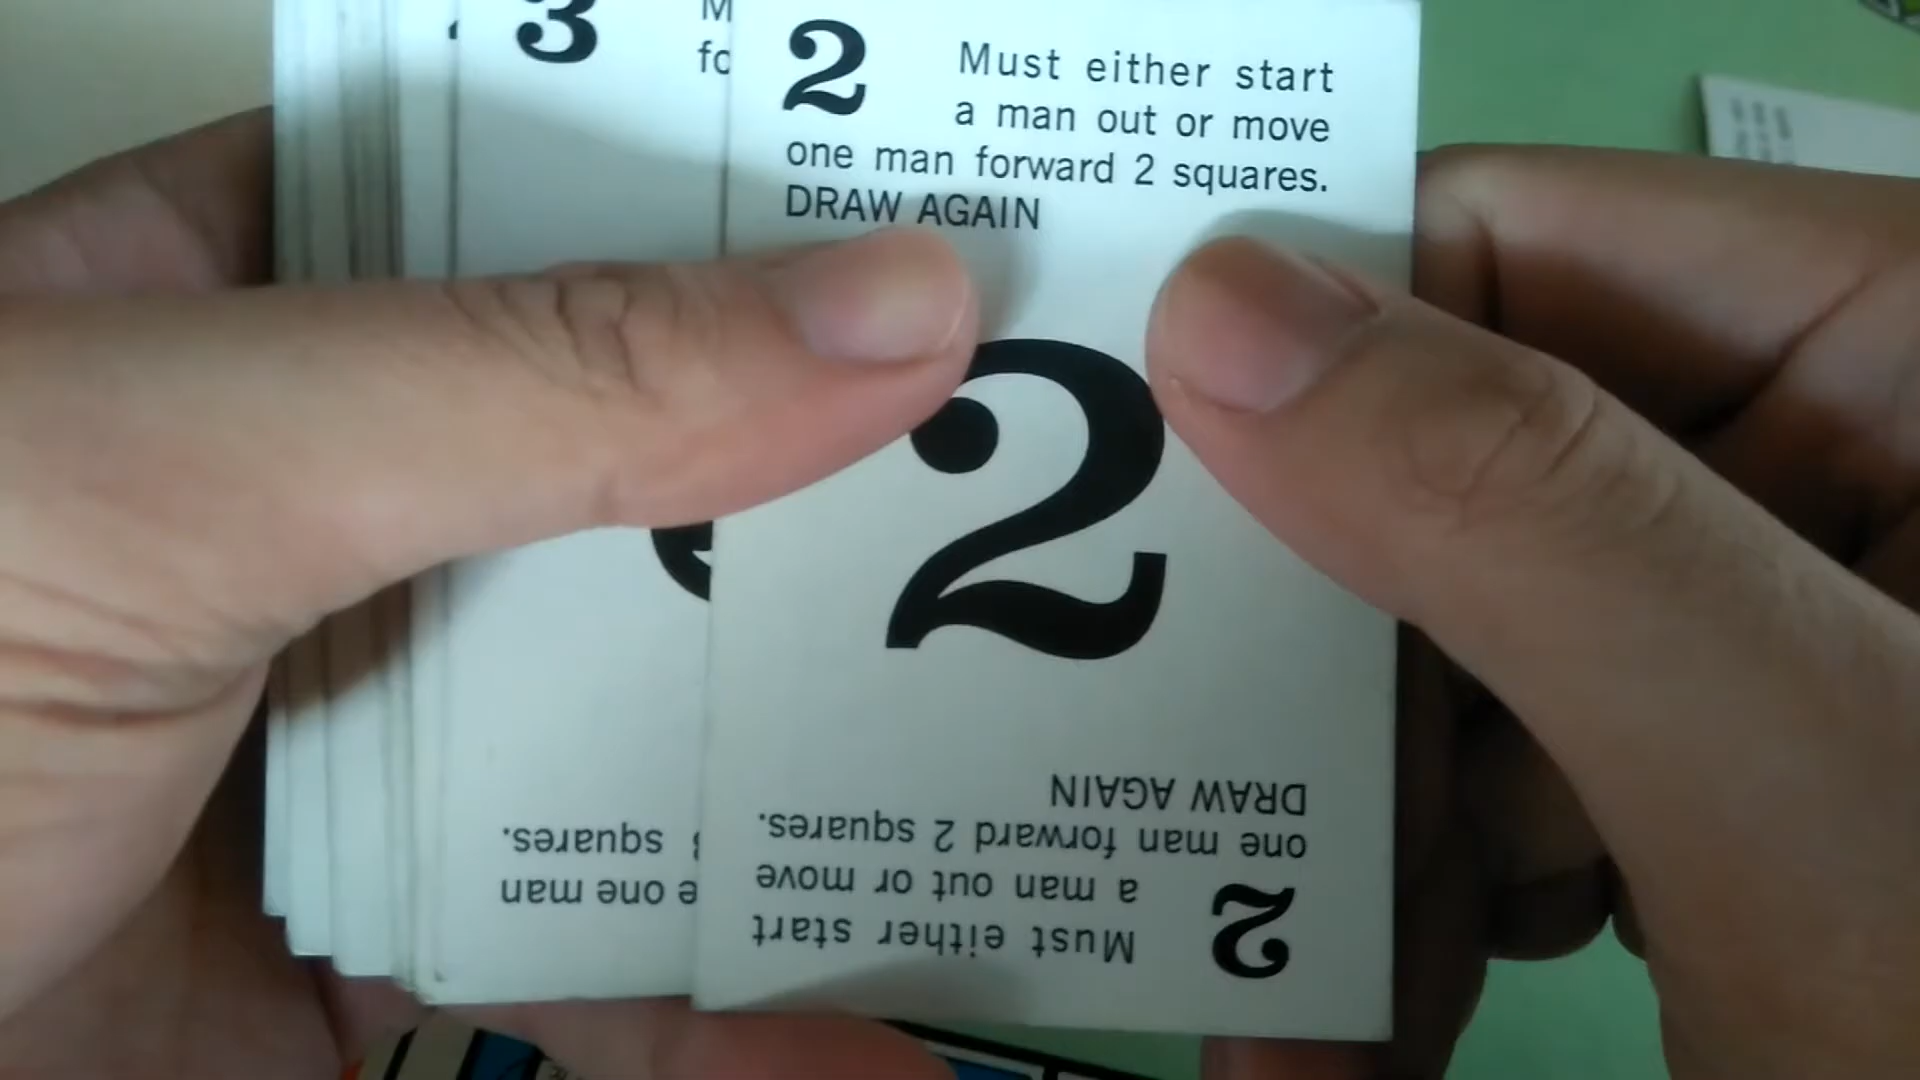 3
2
Must either start
a man out or move
one man forward 2 squares.
DRAW AGAIN
2
DRAW AGAIN
one man forward 2 squares.
a man out or move
Must either start
2
squares.
one man